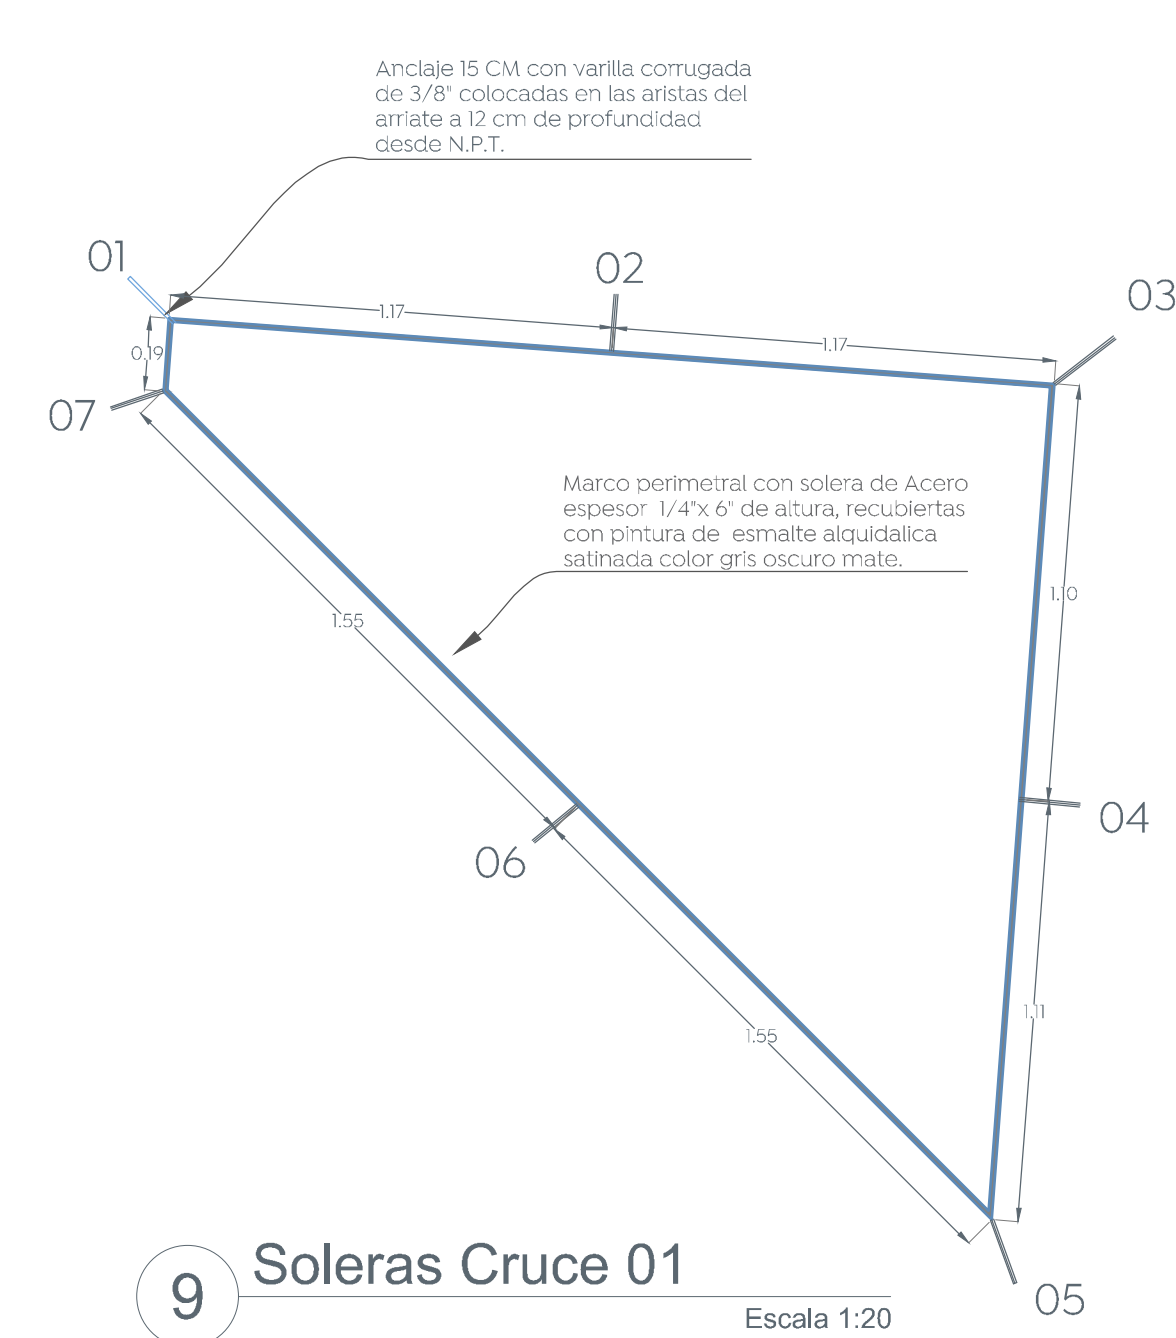 Anclaje 15 CM con varilla corrugada
de 3/8" colocadas en las aristas del
arriate a 12 cm de profundidad
desde N.P.T.
01
02
03
1.17
1.17
0.19
07
Marco perimetral con solera de Acero
espesor 1/4"x 6" de altura, recubiertas
con pintura de esmalte alquidalica
satinada color gris oscuro mate.
1.10
1.55
04
06
1.11
1.55
9
Soleras Cruce 01
05
Escala 1:20